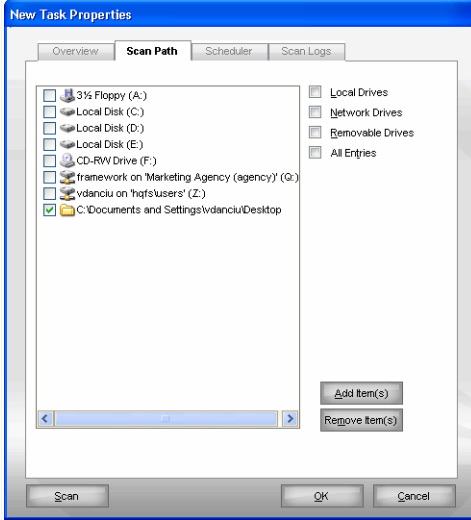 New Task Properties
Overview Scan Path Scheduler Scan Logs
3½ Floppy (A:)
Local Disk (C:)
Local Disk (D:)
Local Disk (E:)
CD-RW Drive (F:)
framework on 'Marketing Agency (agency)' (Q:)
vdanciu on 'hqfs\users' (Z:)
C:\Documents and Settings\vdanciu\Desktop
Local Drives
Network Drives
Removable Drives
All Entries
Add Item(s)
Remove Item(s)
Scan OK Cancel